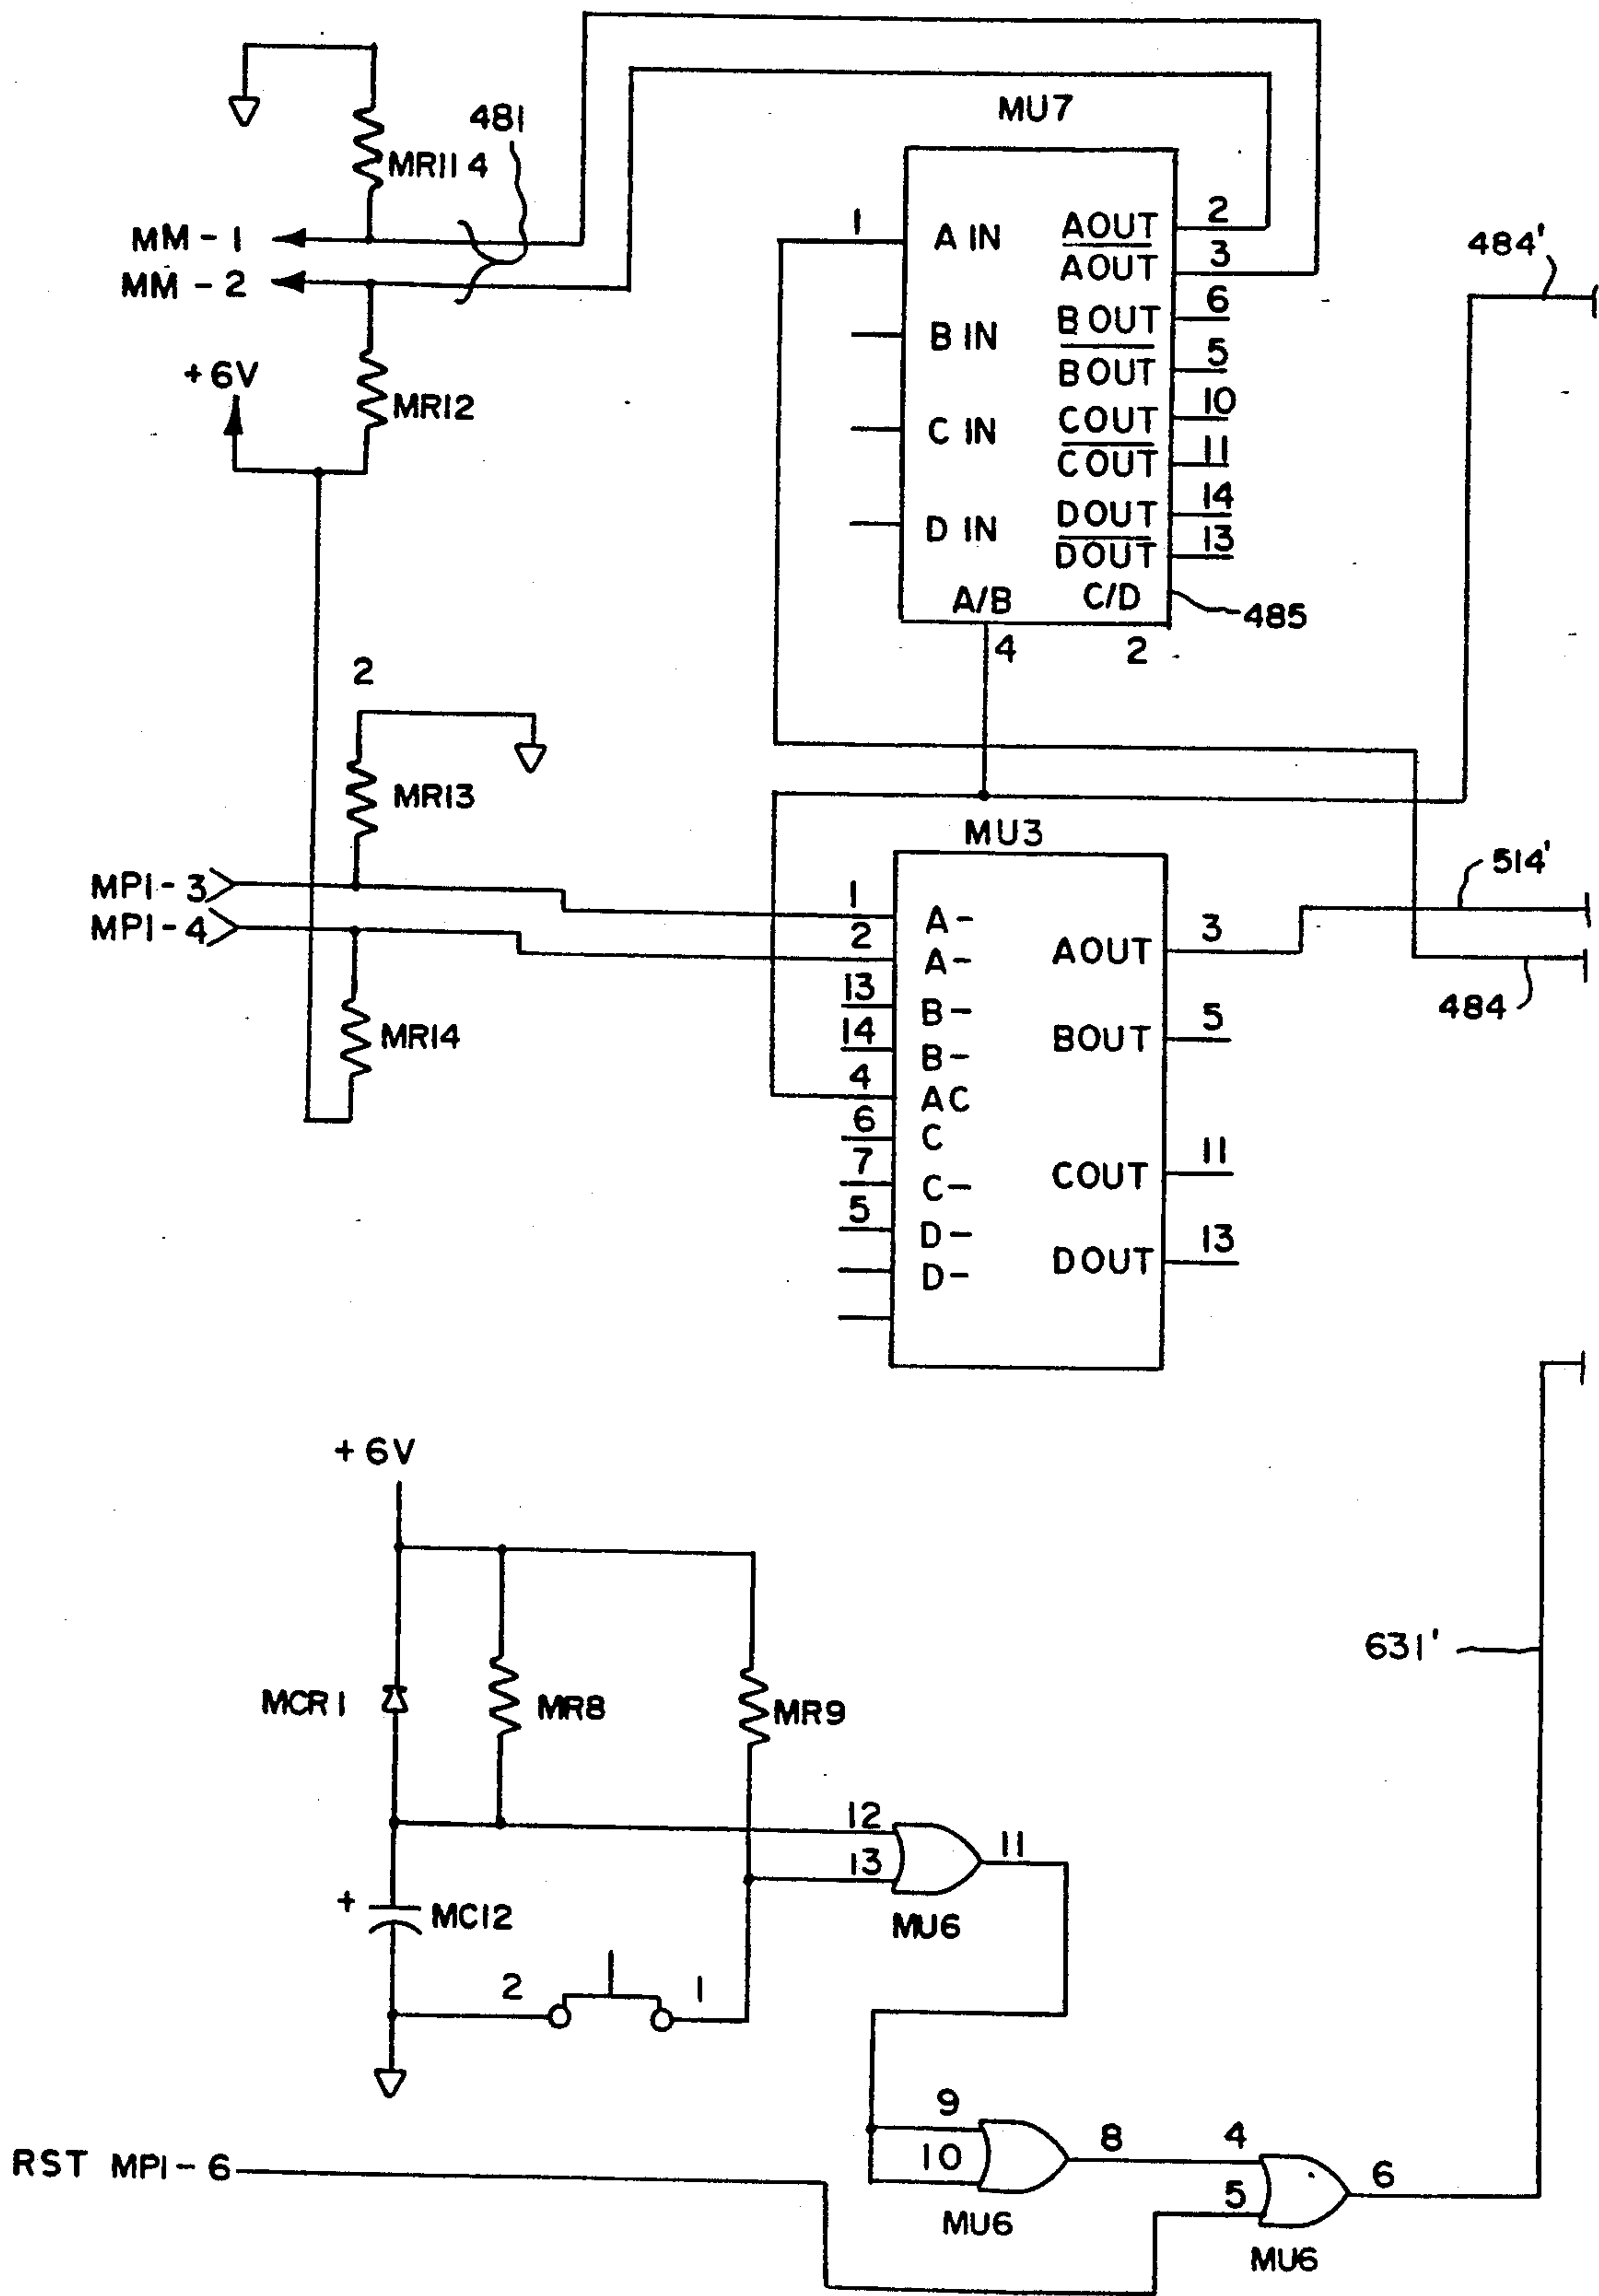 MU7
481
MR114
MM-1
MM-2
+6V
MR12
1
A IN
B IN
C IN
D IN
AOUT
AOUT
BOUT
BOUT
COUT
COUT
DOUT
DOUT
A/B
C/D
2
3
6
5
10
11
14
13
4
2
485
484'
2
MR13
MPI-3
MPI-4
MR14
MU3
1
2
13
14
4
6
7
5
A-
A-
B-
B-
AC
C
C-
D-
D-
AOUT
BOUT
COUT
DOUT
3
5
11
13
514'
484
+6V
MCR1
MR8
MR9
631'
12
13
11
MU6
+
MC12
2
1
9
10
8
MU6
4
5
6
MU6
RST MPI-6